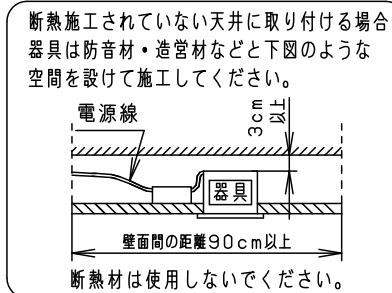 断熱施工されていない天井に取り付ける場合
器具は防音材・造営材などと下図のような
空間を設けて施工してください。
電源線
3cm
以上
器具
壁面間の距離90cm以上
断熱材は使用しないでください。